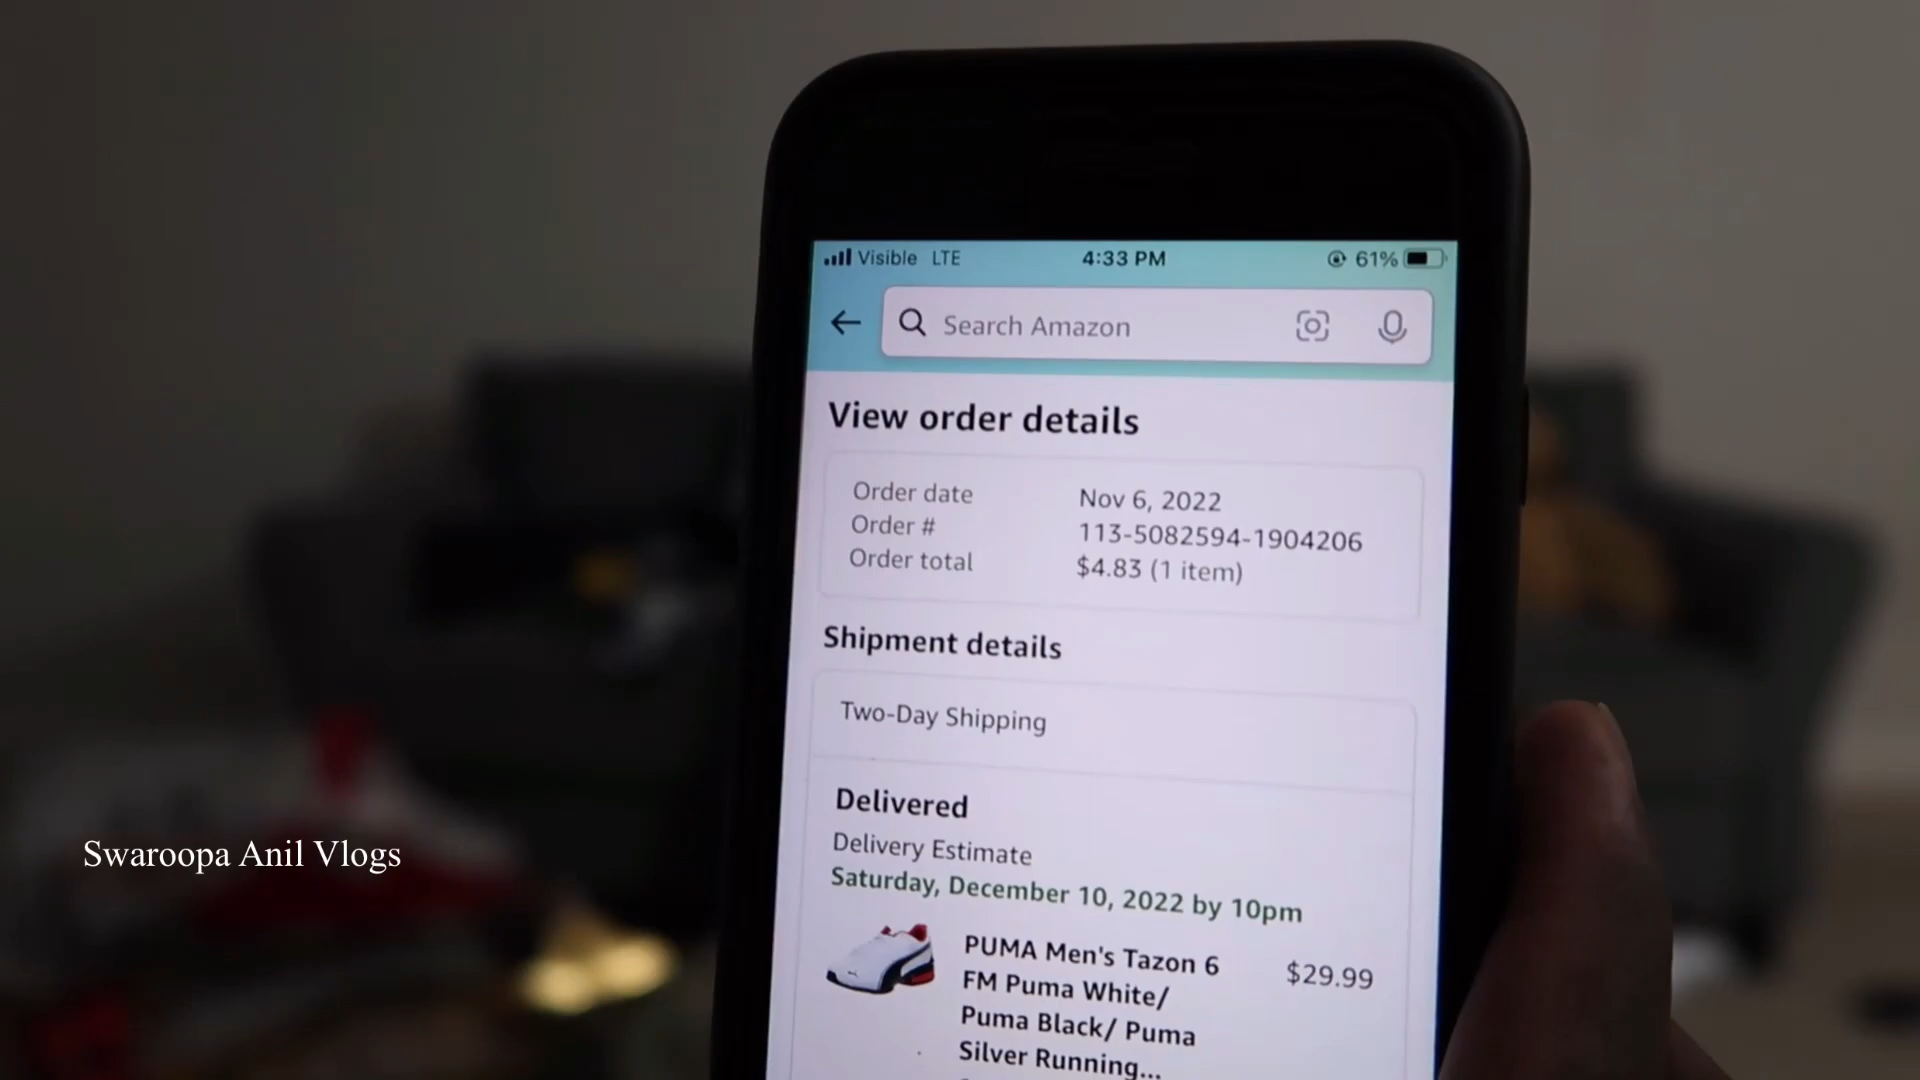 Visible LTE 4:33 PM 61%
Search Amazon
View order details
Order date Nov 6, 2022
Order # 113-5082594-1904206
Order total $4.83 (1 item)
Shipment details
Two-Day Shipping
Delivered
Delivery Estimate
Saturday, December 10, 2022 by 10pm
PUMA Men's Tazon 6 $29.99
FM Puma White/
Puma Black/ Puma
Silver Running...
Swaroopa Anil Vlogs